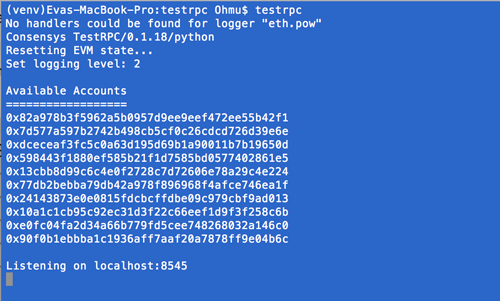 (venv)Evas-MacBook-Pro:testrpc Ohmu$ testrpc
No handlers could be found for logger "eth.pow"
Consensys TestRPC/0.1.18/python
Resetting EVM state...
Set logging level: 2
Available Accounts
==================
0x82a978b3f5962a5b0957d9ee9eef472ee55b42f1
0x7d577a597b2742b498cb5cf0c26cdcd726d39e6e
0xdceceaf3fc5c0a63d195d69b1a90011b7b19650d
0x598443f1880ef585b21f1d7585bd0577402861e5
0x13cbb8d99c6c4e0f2728c7d72606e78a29c4e224
0x77db2bebba79db42a978f896968f4afce746ea1f
0x24143873e0e0815fdcbcffdbe09c979cbf9ad013
0x10a1c1cb95c92ec31d3f22c66eef1d9f3f258c6b
0xe0fc04fa2d34a66b779fd5cee748268032a146c0
0x90f0b1ebbba1c1936aff7aaf20a7878ff9e04b6c
Listening on localhost:8545